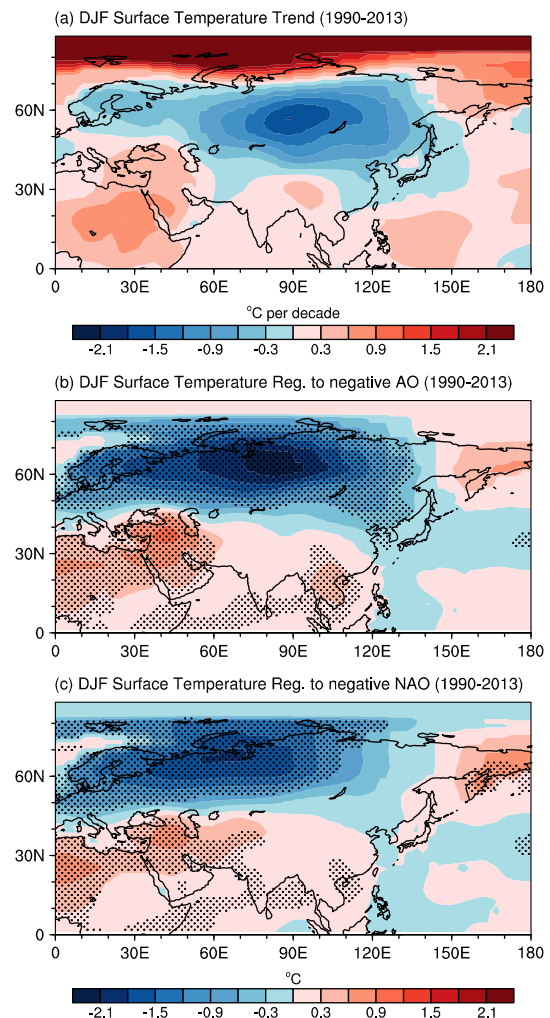 (a) DJF Surface Temperature Trend (1990-2013)
60N
30N
0
0 30E 60E 90E 120E 150E 180
°C per decade
-2.1 -1.5 -0.9 -0.3 0.3 0.9 1.5 2.1
(b) DJF Surface Temperature Reg. to negative AO (1990-2013)
60N
30N
0
0 30E 60E 90E 120E 150E 180
(c) DJF Surface Temperature Reg. to negative NAO (1990-2013)
60N
30N
0
0 30E 60E 90E 120E 150E 180
°C
-2.1 -1.5 -0.9 -0.3 0.3 0.9 1.5 2.1